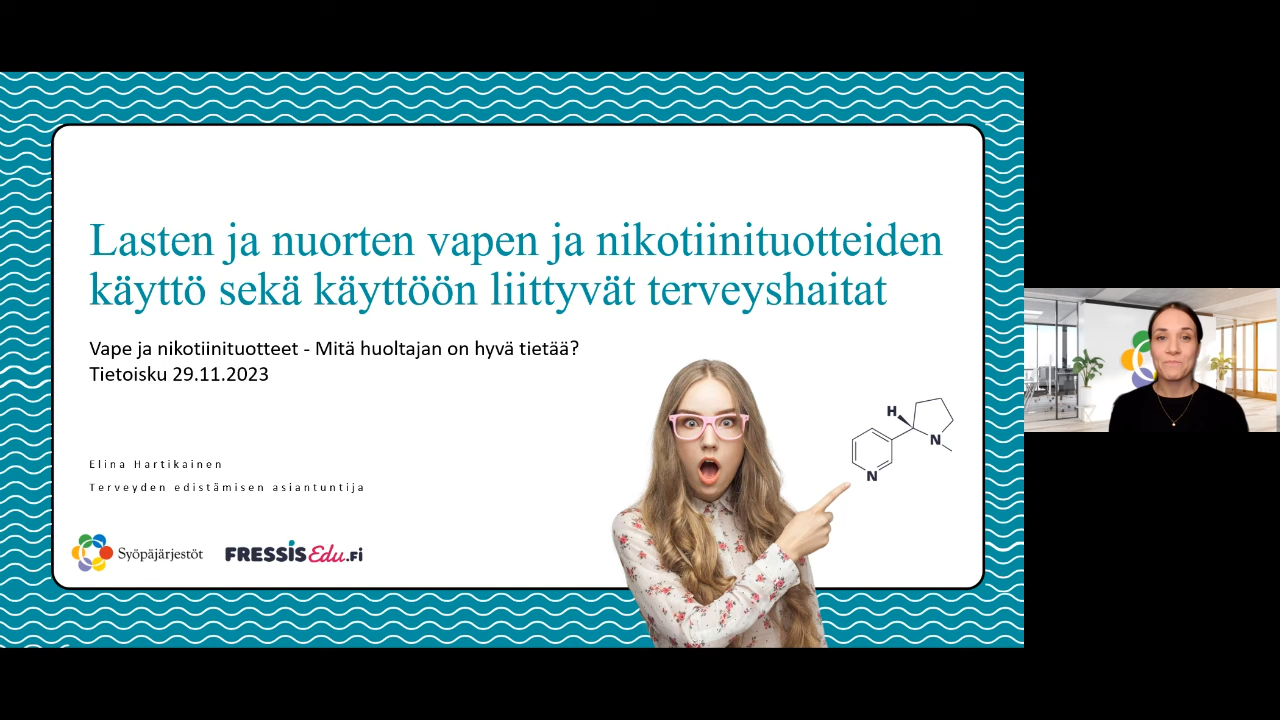 Lasten ja nuorten vapen ja nikotiinituotteiden
käyttö sekä käyttöön liittyvät terveyshaitat
Vape ja nikotiinituotteet - Mitä huoltajan on hyvä tietää?
Tietoisku 29.11.2023
H
N
N
Elina Hartikainen
Terveyden edistämisen asiantuntija
Syöpäjärjestöt
FRESSIS Edu.FI